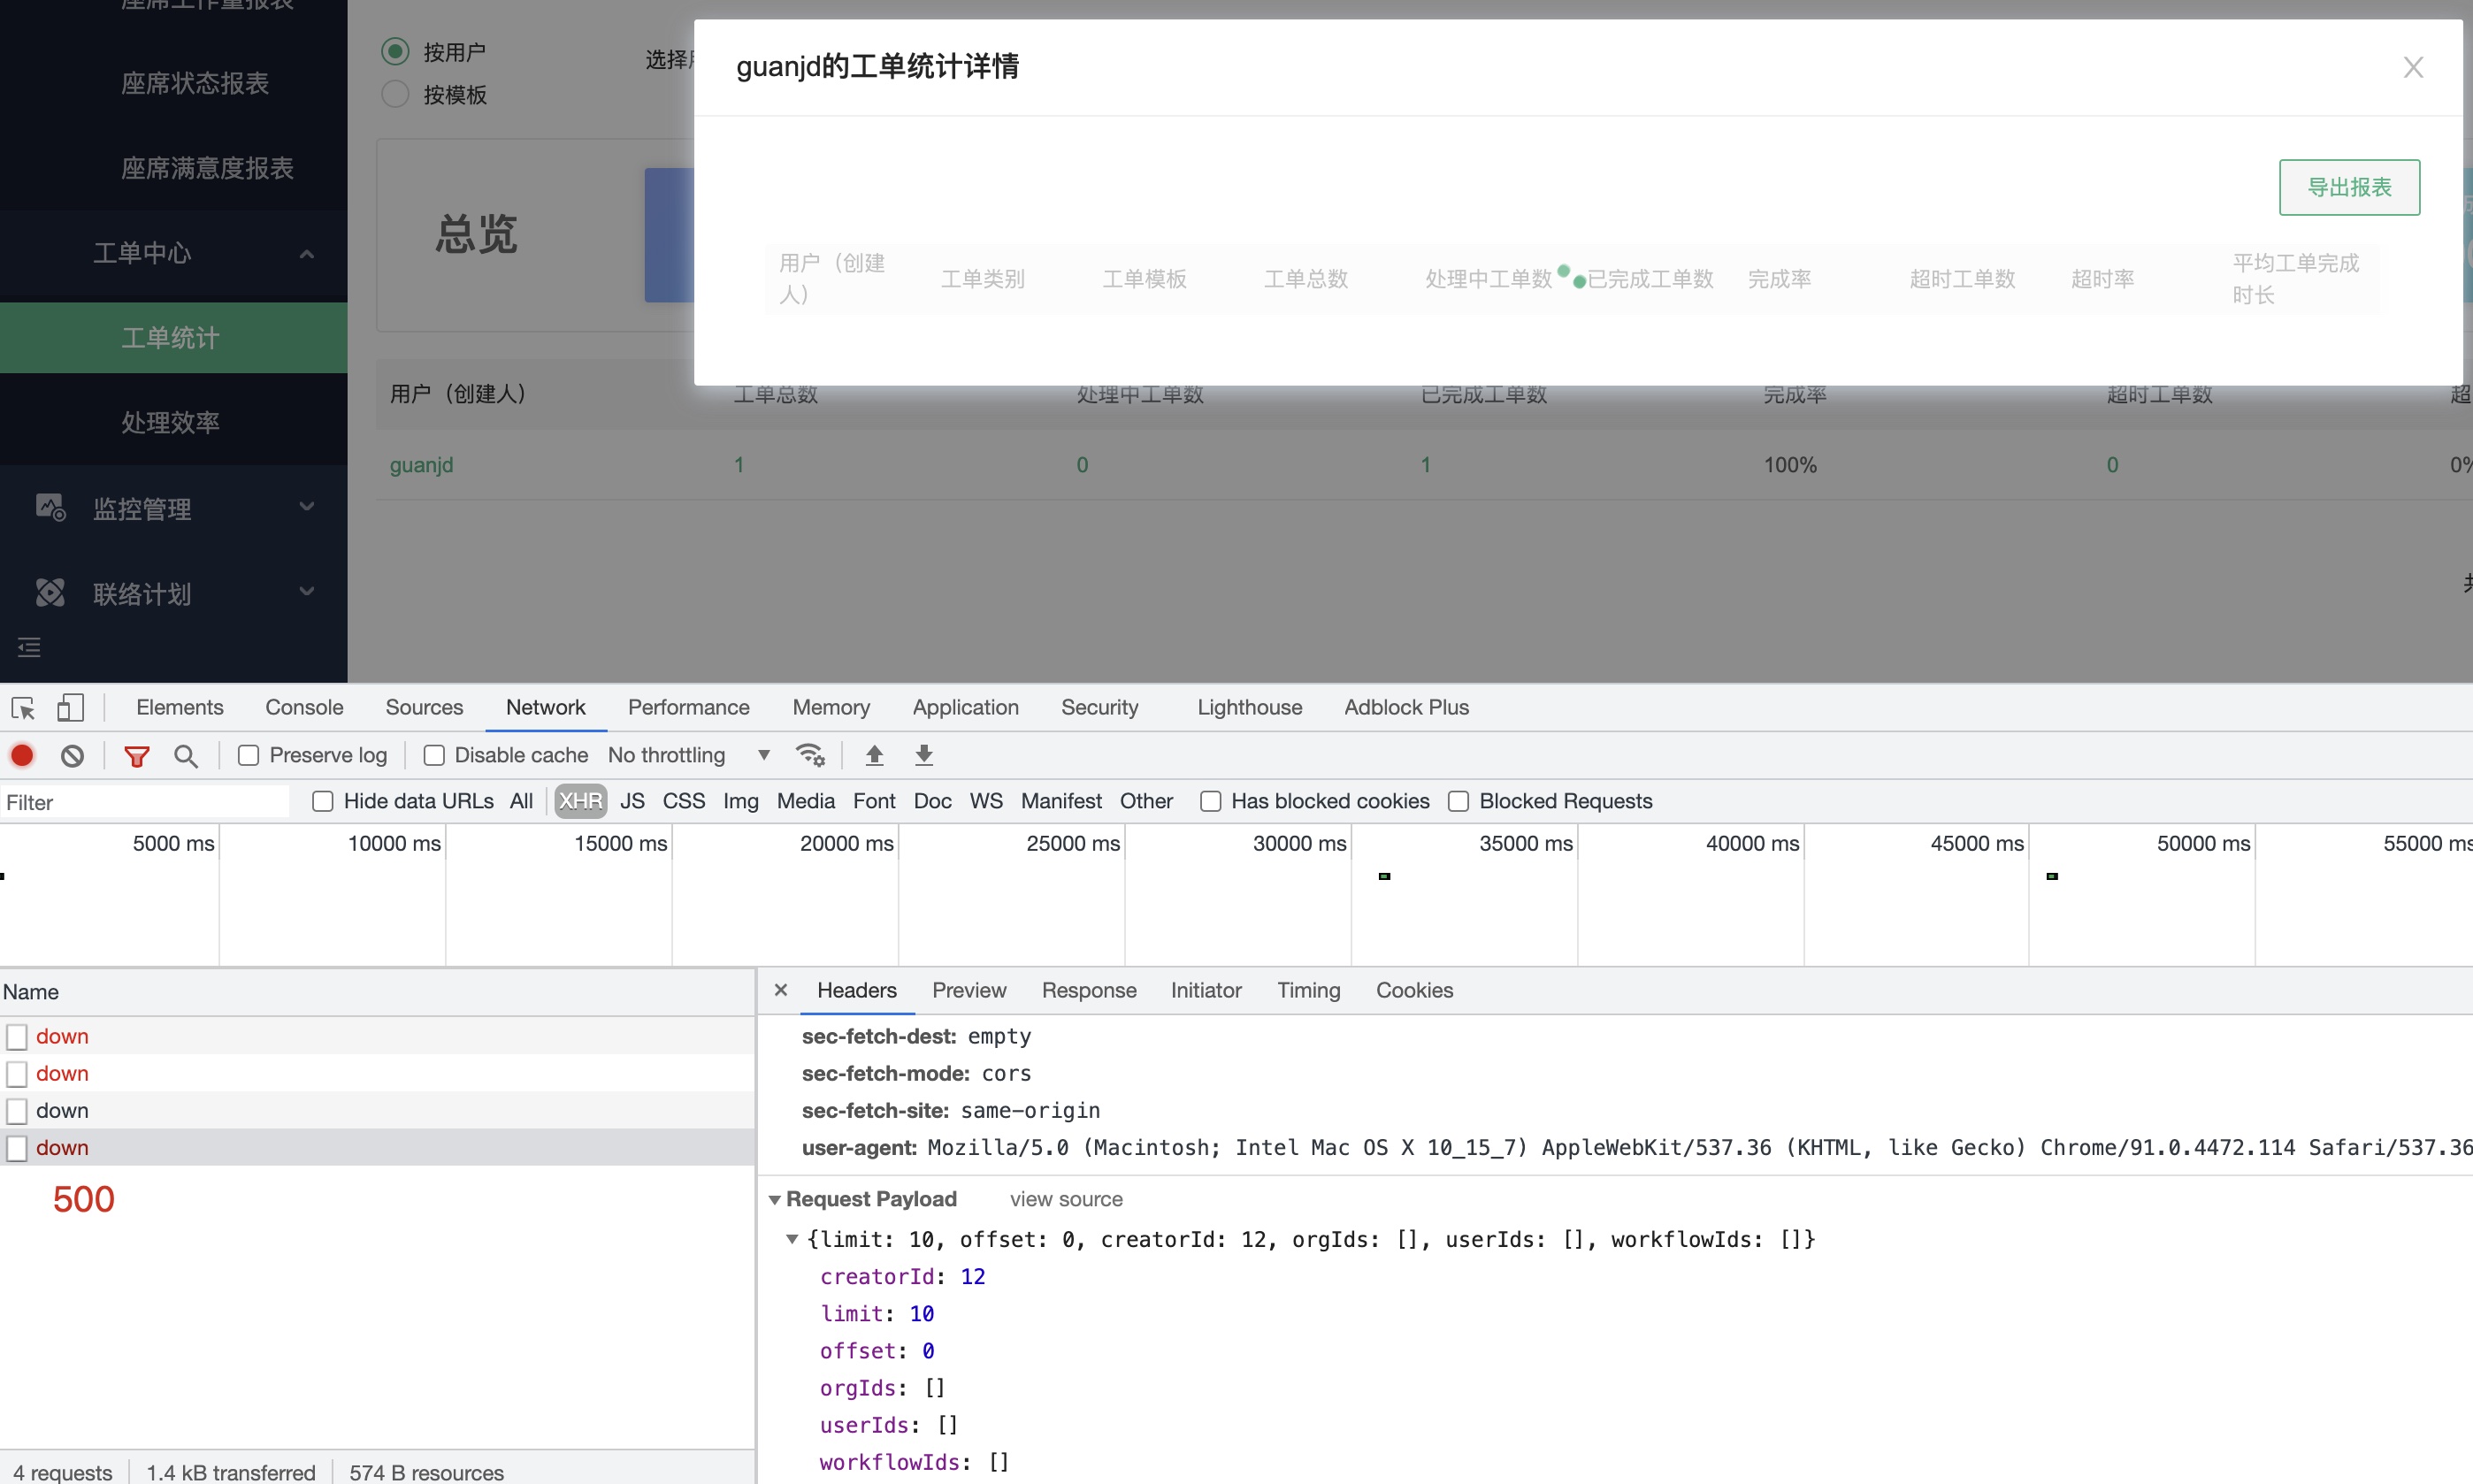 座席工作量报表
座席状态报表
座席满意度报表
工单中心
工单统计
处理效率
监控管理
联络计划
按用户
按模板
选择
总览
guanjd的工单统计详情
导出报表
用户（创建
人）
工单类别
工单模板
工单总数
处理中工单数
已完成工单数
完成率
超时工单数
超时率
平均工单完成
时长
用户（创建人）
工单总数
处理中工单数
已完成工单数
完成率
超时工单数
超
guanjd
1
0
1
100%
0
0%
Elements
Console
Sources
Network
Performance
Memory
Application
Security
Lighthouse
Adblock Plus
Preserve log
Disable cache
No throttling
Filter
Hide data URLs
All
XHR
JS
CSS
Img
Media
Font
Doc
WS
Manifest
Other
Has blocked cookies
Blocked Requests
5000 ms
10000 ms
15000 ms
20000 ms
25000 ms
30000 ms
35000 ms
40000 ms
45000 ms
50000 ms
55000 ms
Name
down
down
down
down
500
4 requests
1.4 kB transferred
574 B resources
Headers
Preview
Response
Initiator
Timing
Cookies
sec-fetch-dest: empty
sec-fetch-mode: cors
sec-fetch-site: same-origin
user-agent: Mozilla/5.0 (Macintosh; Intel Mac OS X 10_15_7) AppleWebKit/537.36 (KHTML, like Gecko) Chrome/91.0.4472.114 Safari/537.36
Request Payload
view source
{limit: 10, offset: 0, creatorId: 12, orgIds: [], userIds: [], workflowIds: []}
creatorId: 12
limit: 10
offset: 0
orgIds: []
userIds: []
workflowIds: []